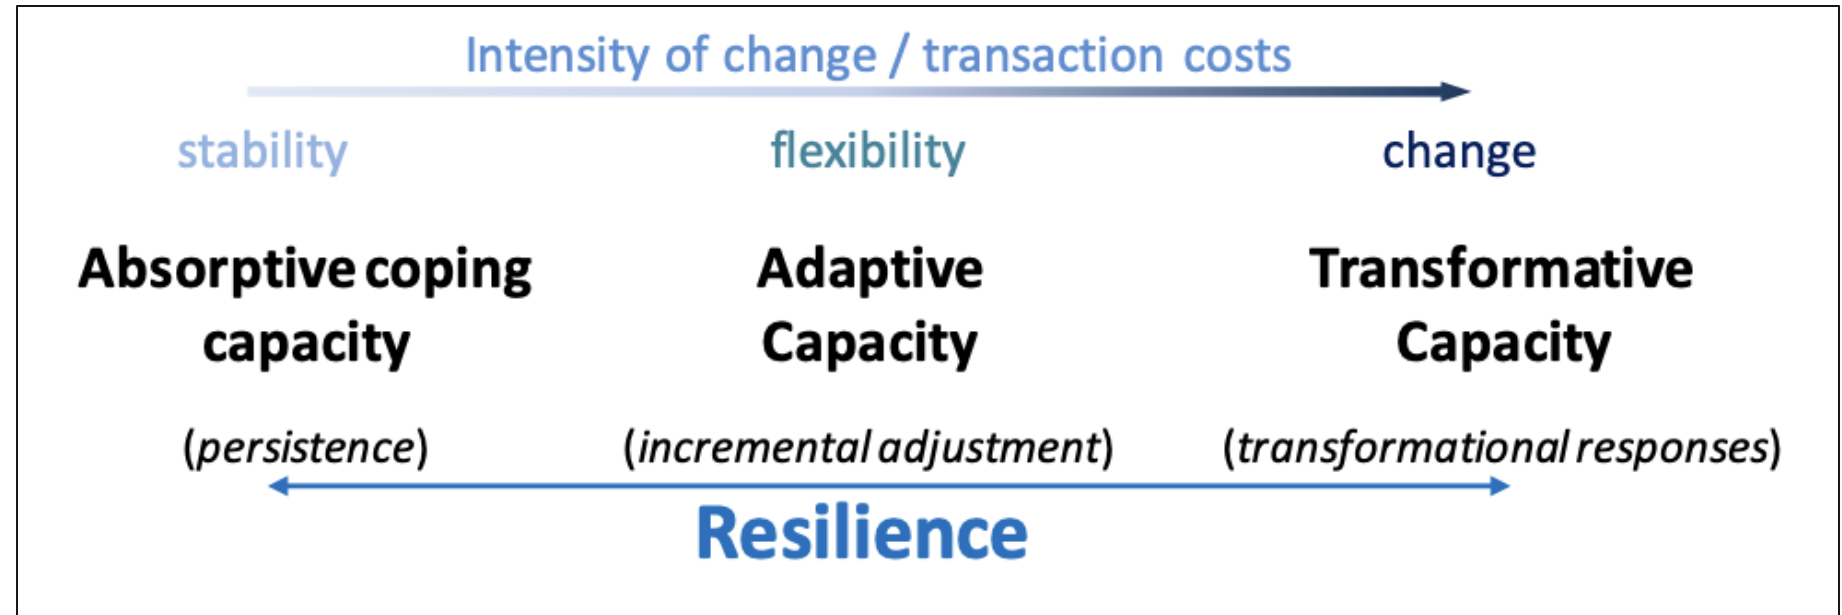 Intensity of change / transaction costs
stability flexibility change
Absorptive coping Adaptive Transformative
capacity Capacity Capacity
(persistence) (incremental adjustment) (transformational responses)
Resilience